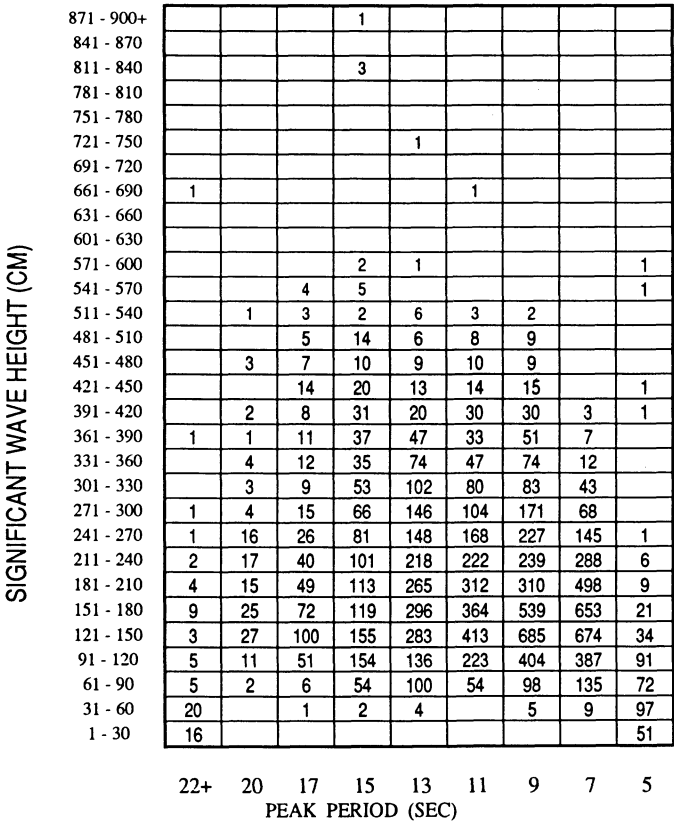 871 - 900+ 1
841 - 870
811 - 840 3
781 - 810
751 - 780
721 - 750 1
691 - 720
661 - 690 1 1
631 - 660
601 - 630
571 - 600 2 1 1
541 - 570 4 5 1
511 - 540 1 3 2 6 3 2
481 - 510 5 14 6 8 9
451 - 480 3 7 10 9 10 9
421 - 450 14 20 13 14 15 1
391 - 420 2 8 31 20 30 30 3 1
361 - 390 1 1 11 37 47 33 51 7
331 - 360 4 12 35 74 47 74 12
301 - 330 3 9 53 102 80 83 43
271 - 300 1 4 15 66 146 104 171 68
241 - 270 1 16 26 81 148 168 227 145 1
211 - 240 2 17 40 101 218 222 239 288 6
181 - 210 4 15 49 113 265 312 310 498 9
151 - 180 9 25 72 119 296 364 539 653 21
121 - 150 3 27 100 155 283 413 685 674 34
91 - 120 5 11 51 154 136 223 404 387 91
61 - 90 5 2 6 54 100 54 98 135 72
31 - 60 20 1 2 4 5 9 97
1 - 30 16 51
22+ 20 17 15 13 11 9 7 5
PEAK PERIOD (SEC)
SIGNIFICANT WAVE HEIGHT (CM)